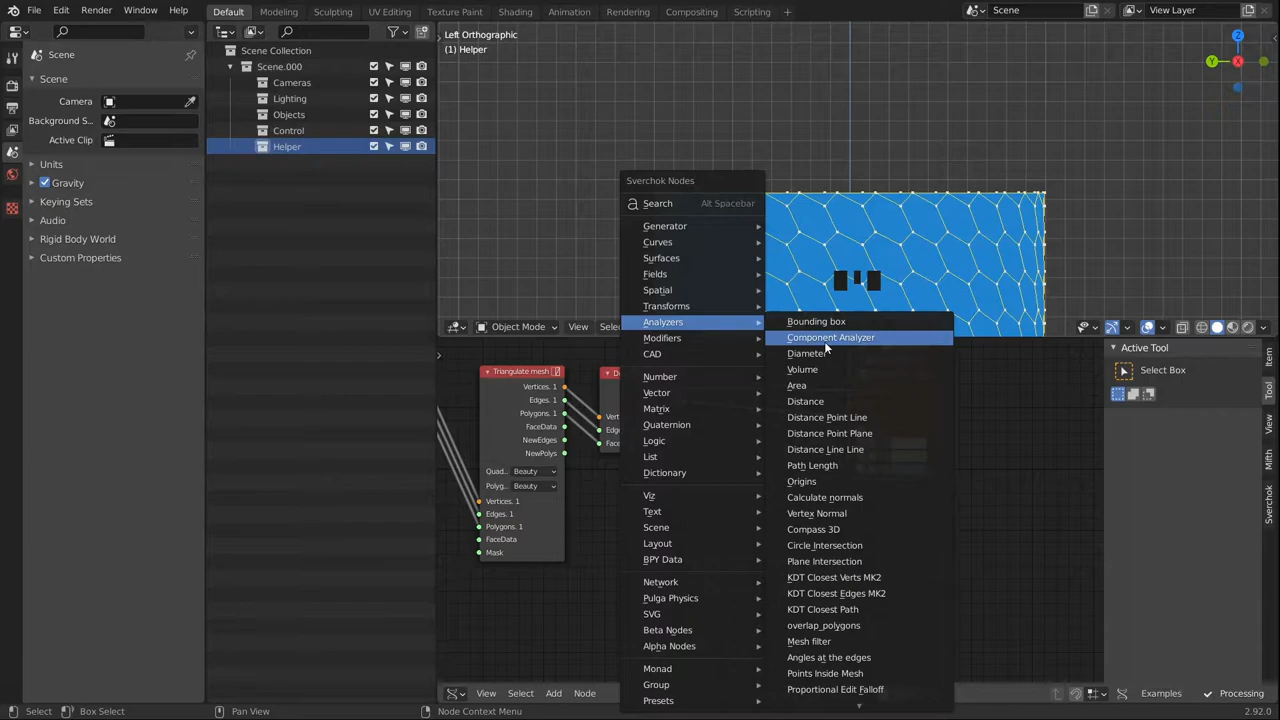 File Edit Render Window Help Default Modeling Sculpting UV Editing Texture Paint Shading Animation Rendering Compositing Scripting + Scene View Layer
Scene
Scene
Camera
Background S...
Active Clip
Units
Gravity
Keying Sets
Audio
Rigid Body World
Custom Properties
Scene Collection
Scene.000
Cameras
Lighting
Objects
Control
Helper
Left Orthographic
(1) Helper
Z
Y
X
Object Mode View Selec
Sverchok Nodes
Search Alt Spacebar
Generator
Curves
Surfaces
Fields
Spatial
Transforms
Analyzers
Modifiers
CAD
Number
Vector
Matrix
Quaternion
Logic
List
Dictionary
Viz
Text
Scene
Layout
BPY Data
Network
Pulga Physics
SVG
Beta Nodes
Alpha Nodes
Monad
Group
Presets
Bounding box
Component Analyzer
Diameter
Volume
Area
Distance
Distance Point Line
Distance Point Plane
Distance Line Line
Path Length
Origins
Calculate normals
Vertex Normal
Compass 3D
Circle Intersection
Plane Intersection
KDT Closest Verts MK2
KDT Closest Edges MK2
KDT Closest Path
overlap_polygons
Mesh filter
Angles at the edges
Points Inside Mesh
Proportional Edit Falloff
Triangulate mesh
Vertices. 1
Edges. 1
Polygons. 1
FaceData
NewEdges
NewPolys
Quad.. Beauty
Polyg.. Beauty
Vertices. 1
Edges. 1
Polygons. 1
FaceData
Mask
Vert
Edge
Face
Active Tool
Select Box
Tool
View
Sverchok
View Select Add Node Examples Processing
Select Box Select Pan View Node Context Menu 2.92.0